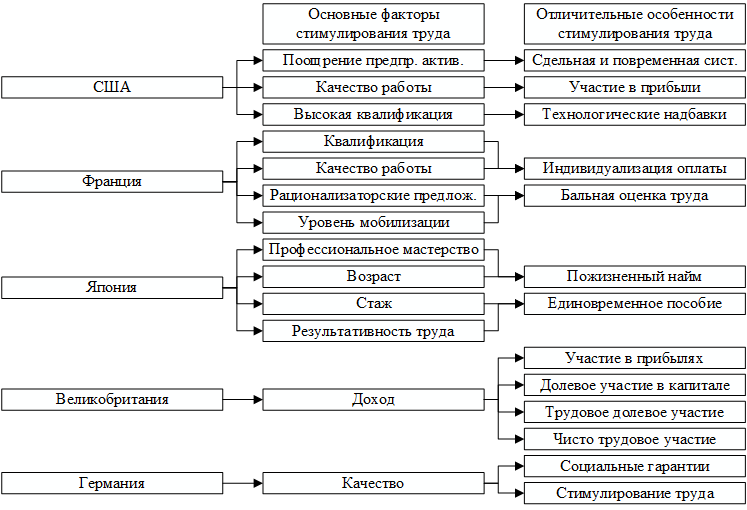 Основные факторы
стимулирования труда
Отличительные особенности
стимулирования труда
США
Поощрение предпр. актив.
Сдельная и повременная сист.
Качество работы
Участие в прибыли
Высокая квалификация
Технологические надбавки
Франция
Квалификация
Качество работы
Индивидуализация оплаты
Рационализаторские предлож.
Бальная оценка труда
Уровень мобилизации
Япония
Профессиональное мастерство
Возраст
Пожизненный найм
Стаж
Единовременное пособие
Результативность труда
Великобритания
Доход
Участие в прибылях
Долевое участие в капитале
Трудовое долевое участие
Чисто трудовое участие
Германия
Качество
Социальные гарантии
Стимулирование труда